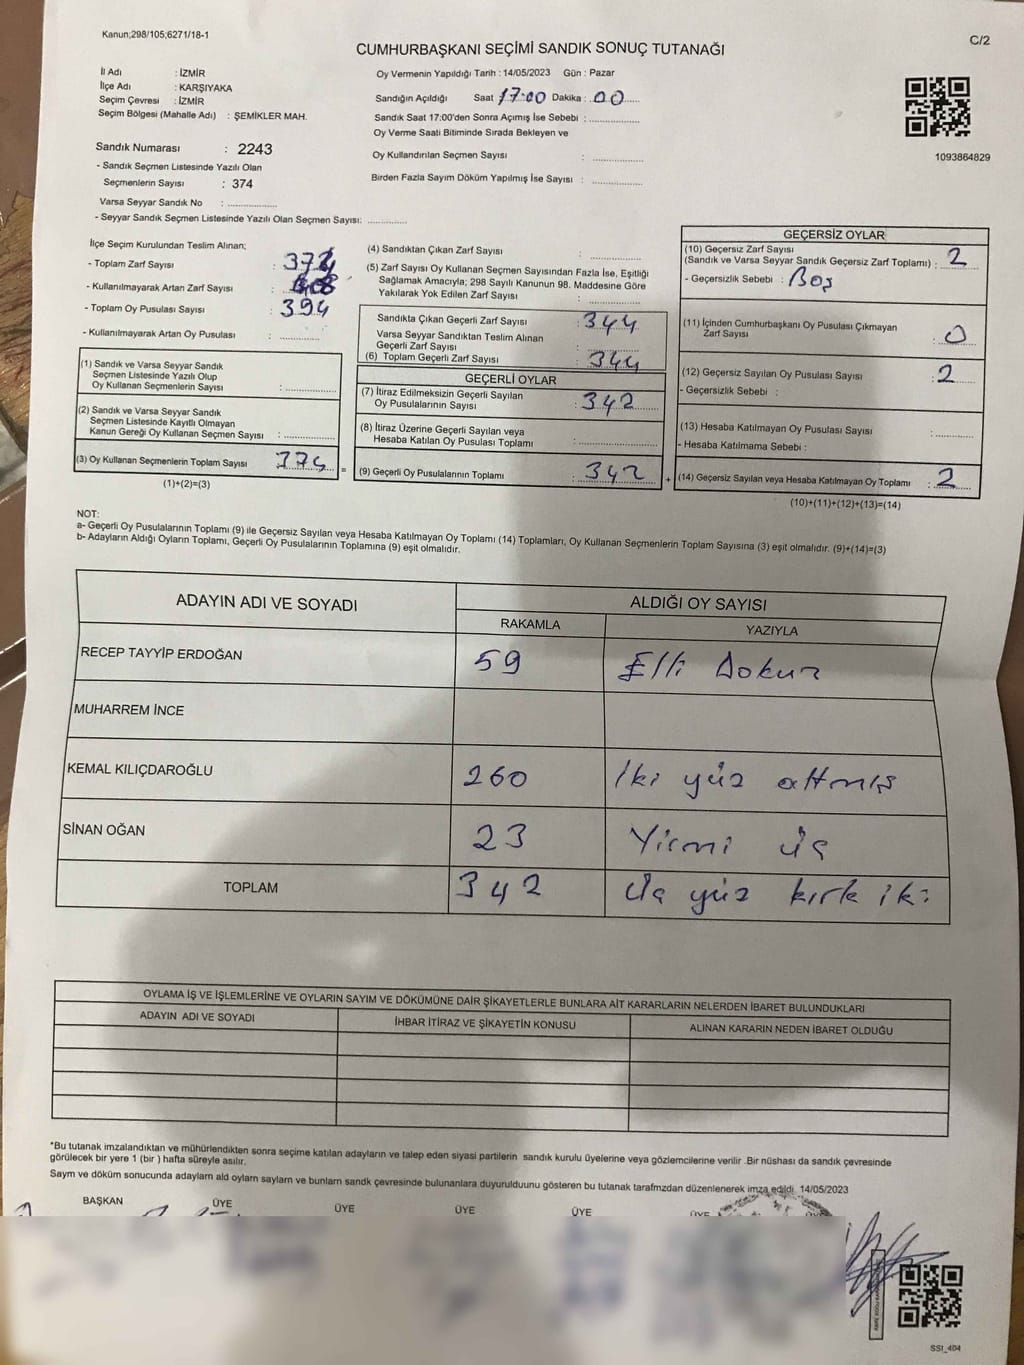 Kanun;298/105;6271/18-1
C/2
CUMHURBAŞKANI SEÇİMİ SANDIK SONUÇ TUTANAĞI
İl Adı : İZMİR
İlçe Adı : KARŞIYAKA
Seçim Çevresi : İZMİR
Seçim Bölgesi (Mahalle Adı) : ŞEMİKLER MAH.
Sandık Numarası : 2243
- Sandık Seçmen Listesinde Yazılı Olan
Seçmenlerin Sayısı : 374
Varsa Seyyar Sandık No : ..............
- Seyyar Sandık Seçmen Listesinde Yazılı Olan Seçmen Sayısı: ............
Oy Vermenin Yapıldığı Tarih : 14/05/2023 Gün : Pazar
Sandığın Açıldığı Saat 17:00 Dakika : 00
Sandık Saat 17:00'den Sonra Açımış İse Sebebi : ..............
Oy Verme Saati Bitiminde Sırada Bekleyen ve
Oy Kullandırılan Seçmen Sayısı : ..............
Birden Fazla Sayım Döküm Yapılmış İse Sayısı : ..............
1093864829
İlçe Seçim Kurulundan Teslim Alınan;
- Toplam Zarf Sayısı :
- Kullanılmayarak Artan Zarf Sayısı :
- Toplam Oy Pusulası Sayısı : 394
- Kullanılmayarak Artan Oy Pusulası : ............
(1) Sandık ve Varsa Seyyar Sandık
Seçmen Listesinde Yazılı Olup
Oy Kullanan Seçmenlerin Sayısı : ..............
(2) Sandık ve Varsa Seyyar Sandık
Seçmen Listesinde Kayıtlı Olmayan
Kanun Gereği Oy Kullanan Seçmen Sayısı : ..............
(3) Oy Kullanan Seçmenlerin Toplam Sayısı =
(1)+(2)=(3)
(4) Sandıktan Çıkan Zarf Sayısı : ..............
(5) Zarf Sayısı Oy Kullanan Seçmen Sayısından Fazla İse, Eşitliği
Sağlamak Amacıyla; 298 Sayılı Kanunun 98. Maddesine Göre
Yakılarak Yok Edilen Zarf Sayısı : ..............
Sandıkta Çıkan Geçerli Zarf Sayısı : 344
Varsa Seyyar Sandıktan Teslim Alınan
Geçerli Zarf Sayısı :
(6) Toplam Geçerli Zarf Sayısı : 344
GEÇERLİ OYLAR
(7) İtiraz Edilmeksizin Geçerli Sayılan
Oy Pusulalarının Sayısı : 342
(8) İtiraz Üzerine Geçerli Sayılan veya
Hesaba Katılan Oy Pusulası Toplamı : ..............
(9) Geçerli Oy Pusulalarının Toplamı : 342 +
GEÇERSİZ OYLAR
(10) Geçersiz Zarf Sayısı
(Sandık ve Varsa Seyyar Sandık Geçersiz Zarf Toplamı) : 2
- Geçersizlik Sebebi : Boş
(11) İçinden Cumhurbaşkanı Oy Pusulası Çıkmayan
Zarf Sayısı : 0
(12) Geçersiz Sayılan Oy Pusulası Sayısı : 2
- Geçersizlik Sebebi :
(13) Hesaba Katılmayan Oy Pusulası Sayısı : ............
- Hesaba Katılmama Sebebi :
(14) Geçersiz Sayılan veya Hesaba Katılmayan Oy Toplamı : 2
(10)+(11)+(12)+(13)=(14)
NOT:
a- Geçerli Oy Pusulalarının Toplamı (9) ile Geçersiz Sayılan veya Hesaba Katılmayan Oy Toplamı (14) Toplamları, Oy Kullanan Seçmenlerin Toplam Sayısına (3) eşit olmalıdır. (9)+(14)=(3)
b- Adayların Aldığı Oyların Toplamı, Geçerli Oy Pusulalarının Toplamına (9) eşit olmalıdır.
ADAYIN ADI VE SOYADI ALDIĞI OY SAYISI
RAKAMLA YAZIYLA
RECEP TAYYİP ERDOĞAN 59 Elli Dokuz
MUHARREM İNCE
KEMAL KILIÇDAROĞLU 260 İki yüz altmış
SİNAN OĞAN 23 Yirmi üç
TOPLAM 342 Üç yüz kırk iki
OYLAMA İŞ VE İŞLEMLERİNE VE OYLARIN SAYIM VE DÖKÜMÜNE DAİR ŞİKAYETLERLE BUNLARA AİT KARARLARIN NELERDEN İBARET BULUNDUKLARI
ADAYIN ADI VE SOYADI İHBAR İTİRAZ VE ŞİKAYETİN KONUSU ALINAN KARARIN NEDEN İBARET OLDUĞU
*Bu tutanak imzalandıktan ve mühürlendikten sonra seçime katılan adayların ve talep eden siyasi partilerin sandık kurulu üyelerine veya gözlemcilerine verilir .Bir nüshası da sandık çevresinde
görülecek bir yere 1 (bir ) hafta süreyle asılır.
Sayım ve döküm sonucunda adaylarn ald oylarn saylarn ve bunlarn sandk çevresinde bulunanlara duyurulduunu gösteren bu tutanak tarafmzdan düzenlenerek imza edildi. 14/05/2023
BAŞKAN ÜYE ÜYE ÜYE ÜYE ÜYE
SSI_404